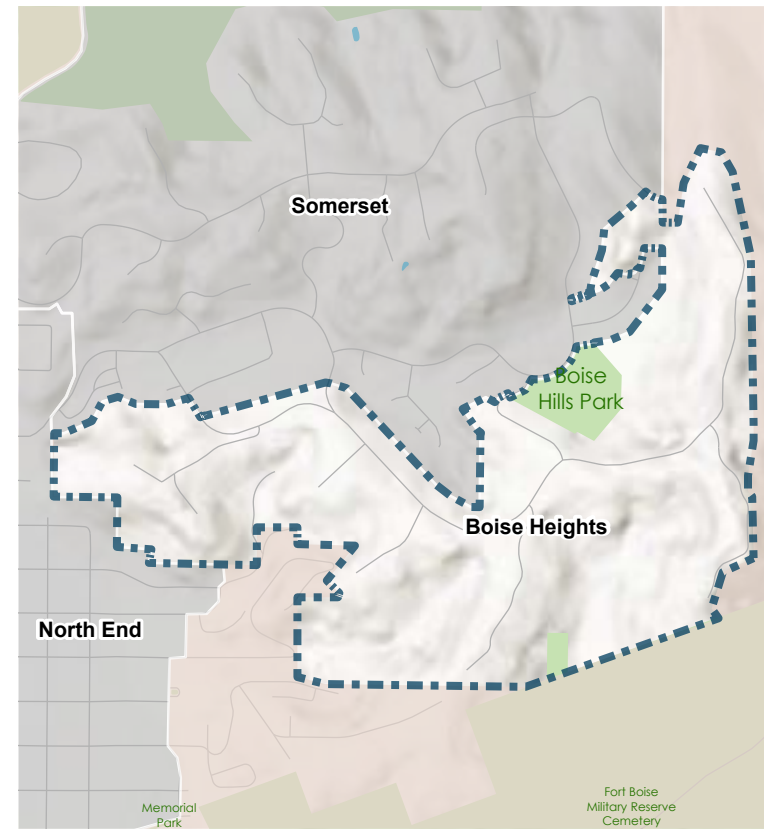 Somerset
Boise
Hills Park
Boise Heights
North End
Memorial
Park
Fort Boise
Military Reserve
Cemetery